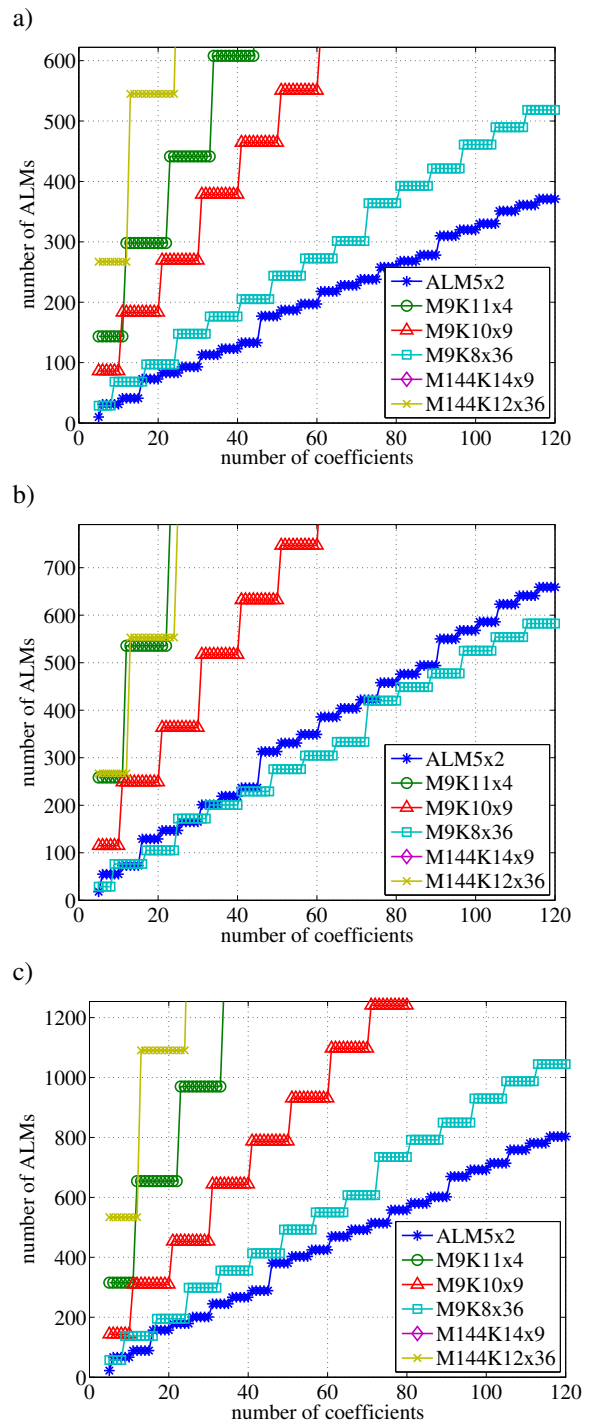 a)
600
500
400
300
200
100
0
number of ALMs
0 20 40 60 80 100 120
number of coefficients
ALM5x2
M9K11x4
M9K10x9
M9K8x36
M144K14x9
M144K12x36
b)
700
600
500
400
300
200
100
0
number of ALMs
0 20 40 60 80 100 120
number of coefficients
ALM5x2
M9K11x4
M9K10x9
M9K8x36
M144K14x9
M144K12x36
c)
1200
1000
800
600
400
200
0
number of ALMs
0 20 40 60 80 100 120
number of coefficients
ALM5x2
M9K11x4
M9K10x9
M9K8x36
M144K14x9
M144K12x36